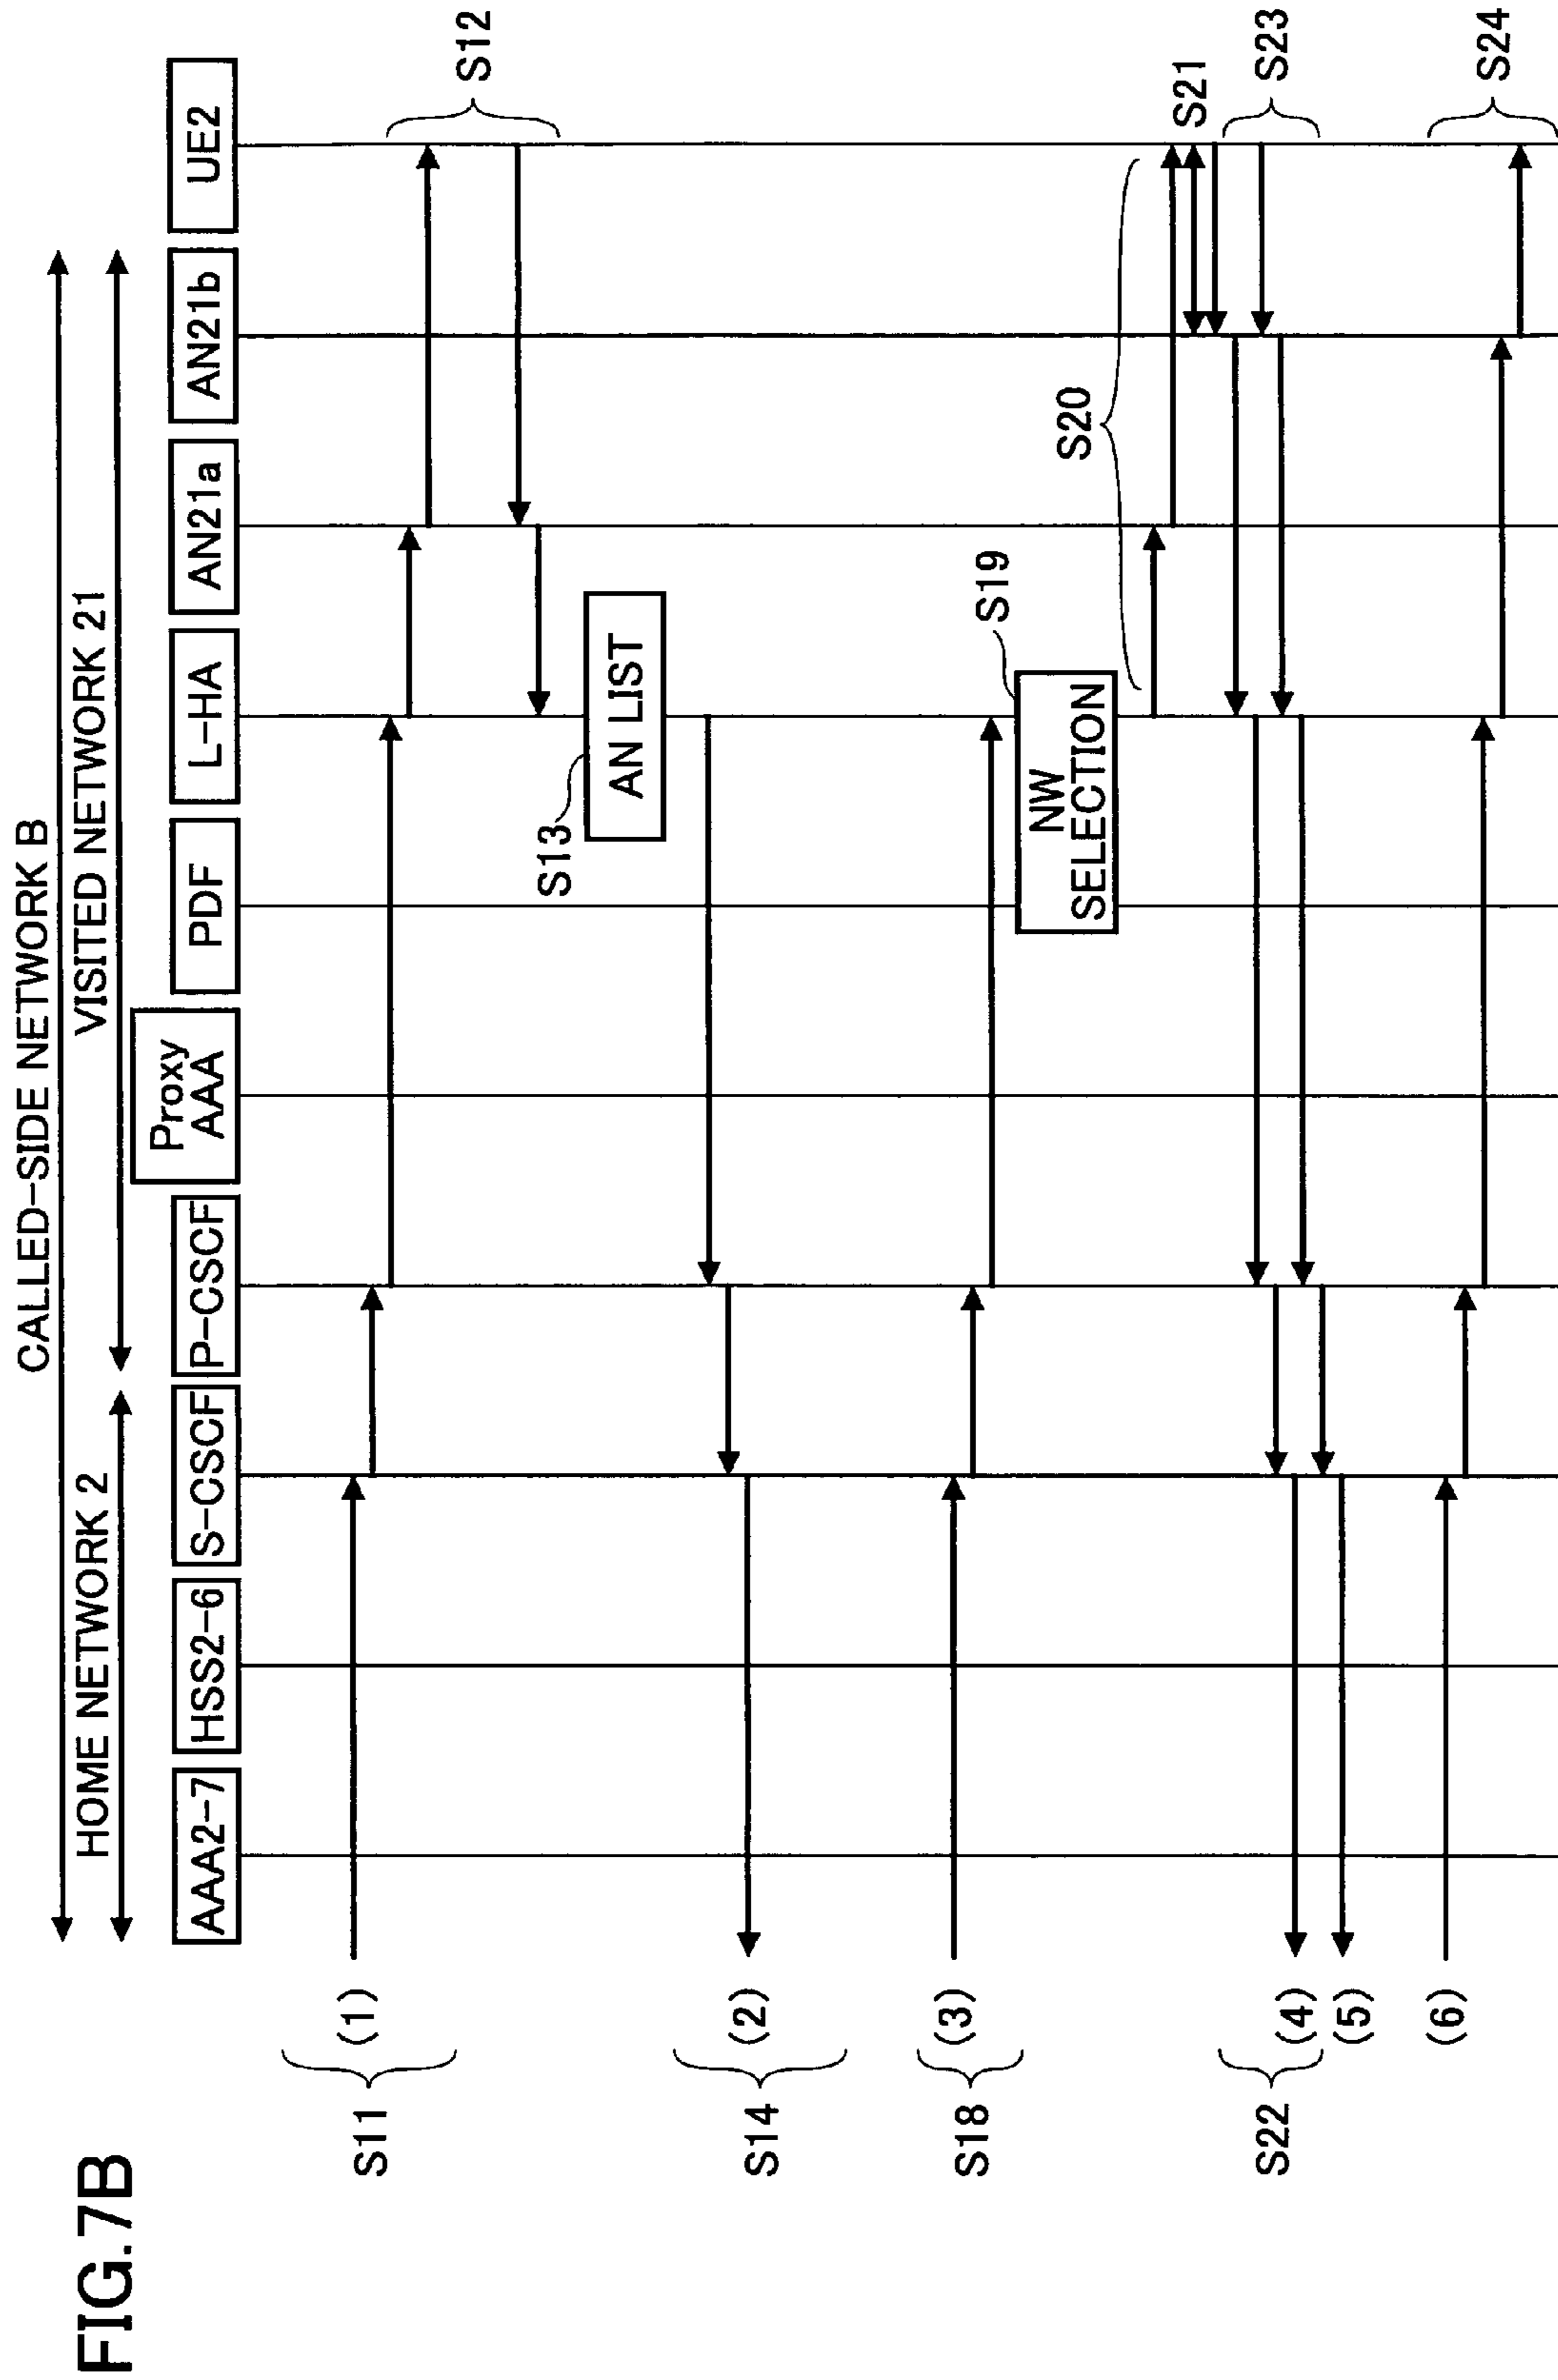 FIG.7B
CALLED-SIDE NETWORK B
HOME NETWORK 2
VISITED NETWORK 21
AAA2-7
HSS2-6
S-CSCF
P-CSCF
Proxy
AAA
PDF
L-HA
AN21a
AN21b
UE2
S11
(1)
S12
S13
AN LIST
S14
(2)
S18
(3)
S19
NW
SELECTION
S20
S21
S22
(4)
S23
(5)
(6)
S24